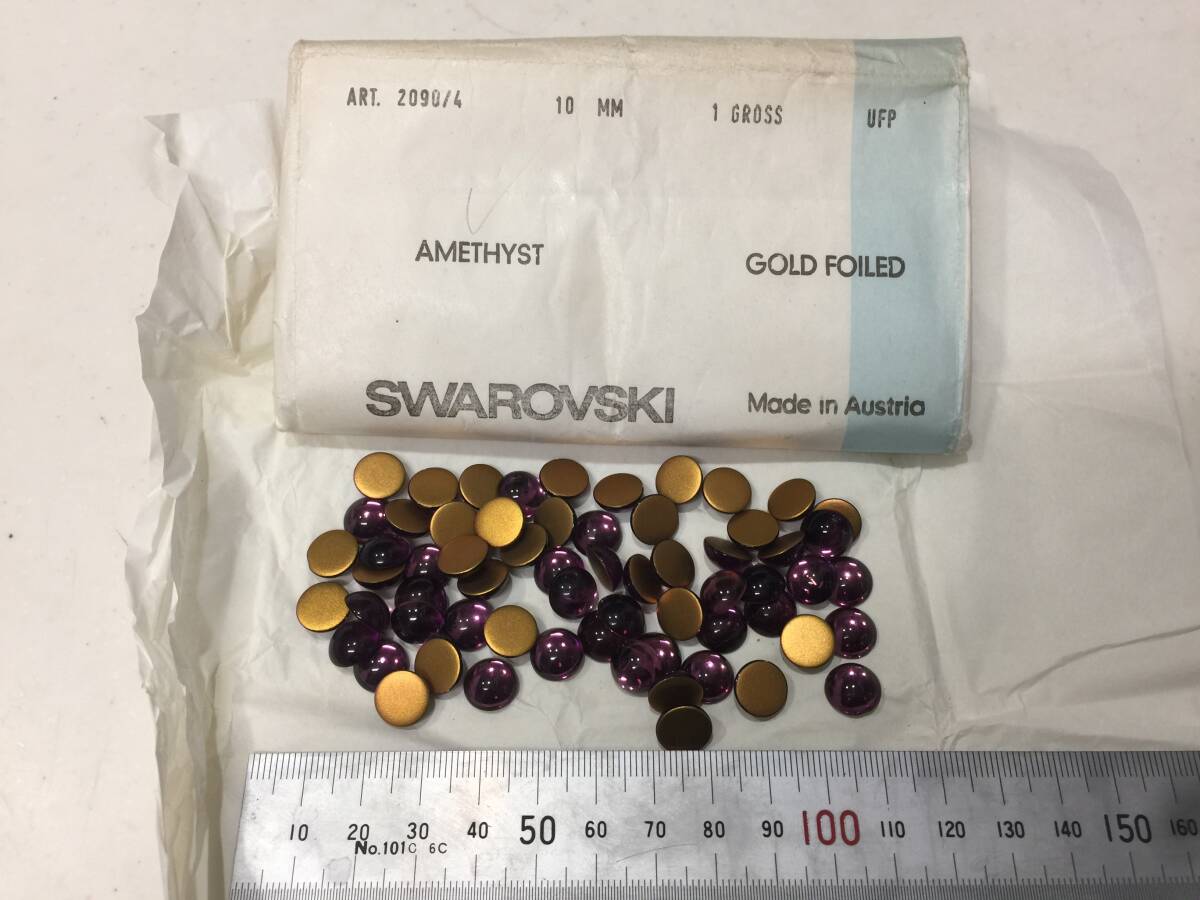 ART. 2090/4 10 MM 1 GROSS UFP
AMETHYST GOLD FOILED
SWAROVSKI Made in Austria
10 20 30 40 50 60 70 80 90 100 110 120 130 140 150 160
No.101C 6C